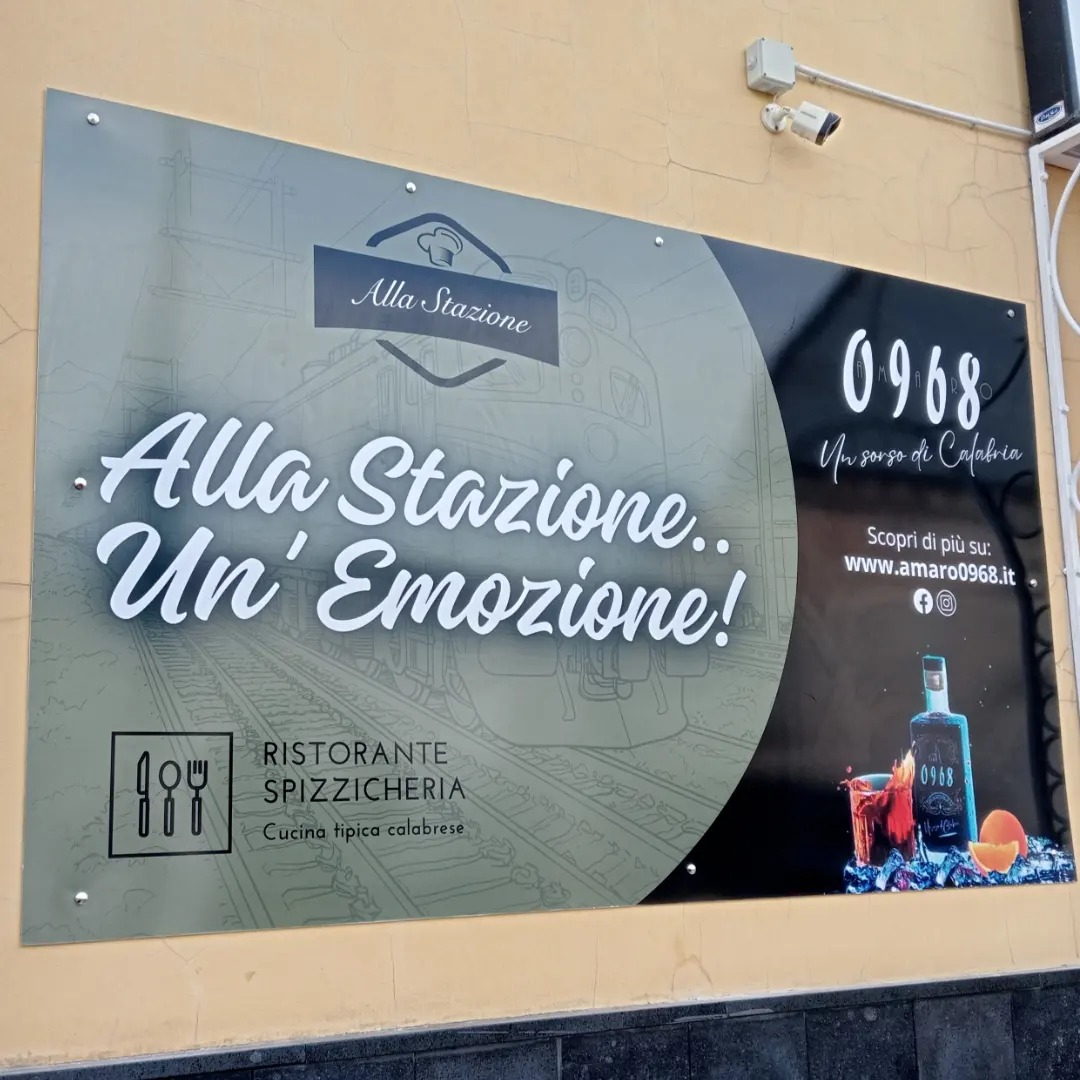 Alla Stazione
Alla Stazione..
Un' Emozione!
RISTORANTE
SPIZZICHERIA
Cucina tipica calabrese
0968
AMARO
Un sorso di Calabria
Scopri di più su:
www.amaro0968.it
0968